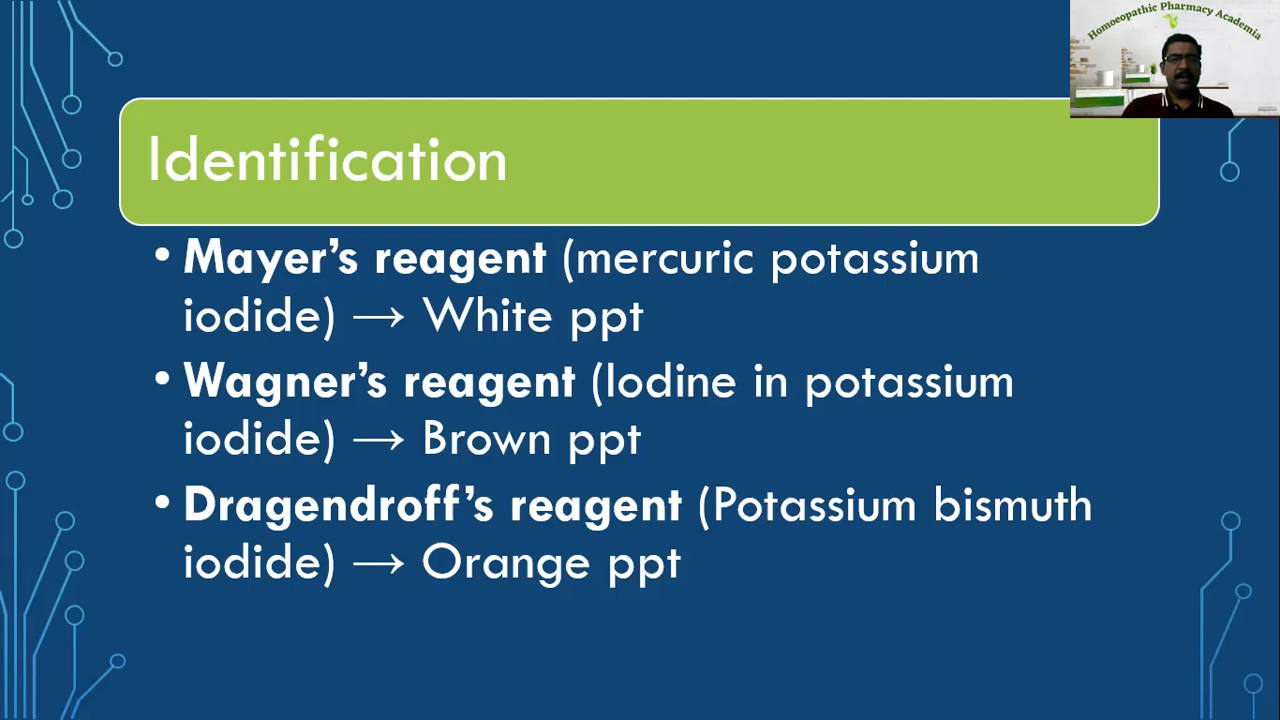 Homoeopathic Pharmacy Academia
Identification
• Mayer's reagent (mercuric potassium
iodide) → White ppt
• Wagner's reagent (Iodine in potassium
iodide) → Brown ppt
• Dragendroff's reagent (Potassium bismuth
iodide) → Orange ppt